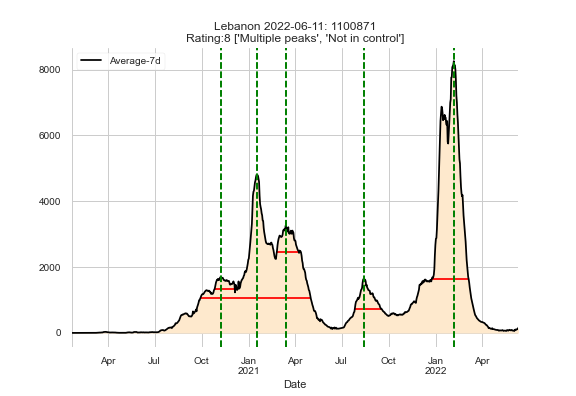 Lebanon 2022-06-11: 1100871
Rating:8 ['Multiple peaks', 'Not in control']
Average-7d
8000
6000
4000
2000
0
Apr Jul Oct Jan Apr Jul Oct Jan Apr
2021 2022
Date